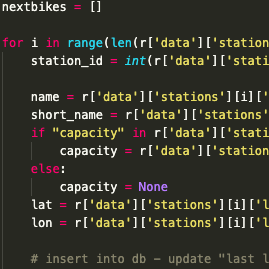 nextbikes = []
for i in range(len(r['data']['station
station_id = int(r['data']['stati
name = r['data']['stations'][i]['
short_name = r['data']['stations'
if "capacity" in r['data']['stati
capacity = r['data']['station
else:
capacity = None
lat = r['data']['stations'][i]['l
lon = r['data']['stations'][i]['l
# insert into db - update "last l